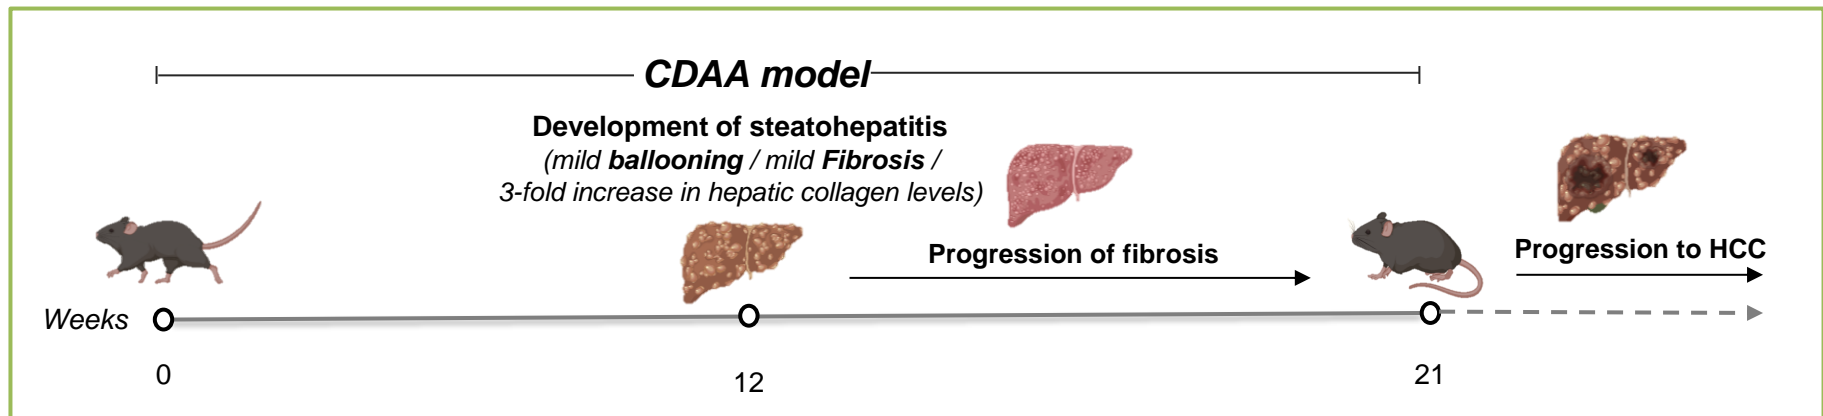 CDAA model
Development of steatohepatitis
(mild ballooning / mild Fibrosis /
3-fold increase in hepatic collagen levels)
Progression of fibrosis
Progression to HCC
Weeks
0
12
21